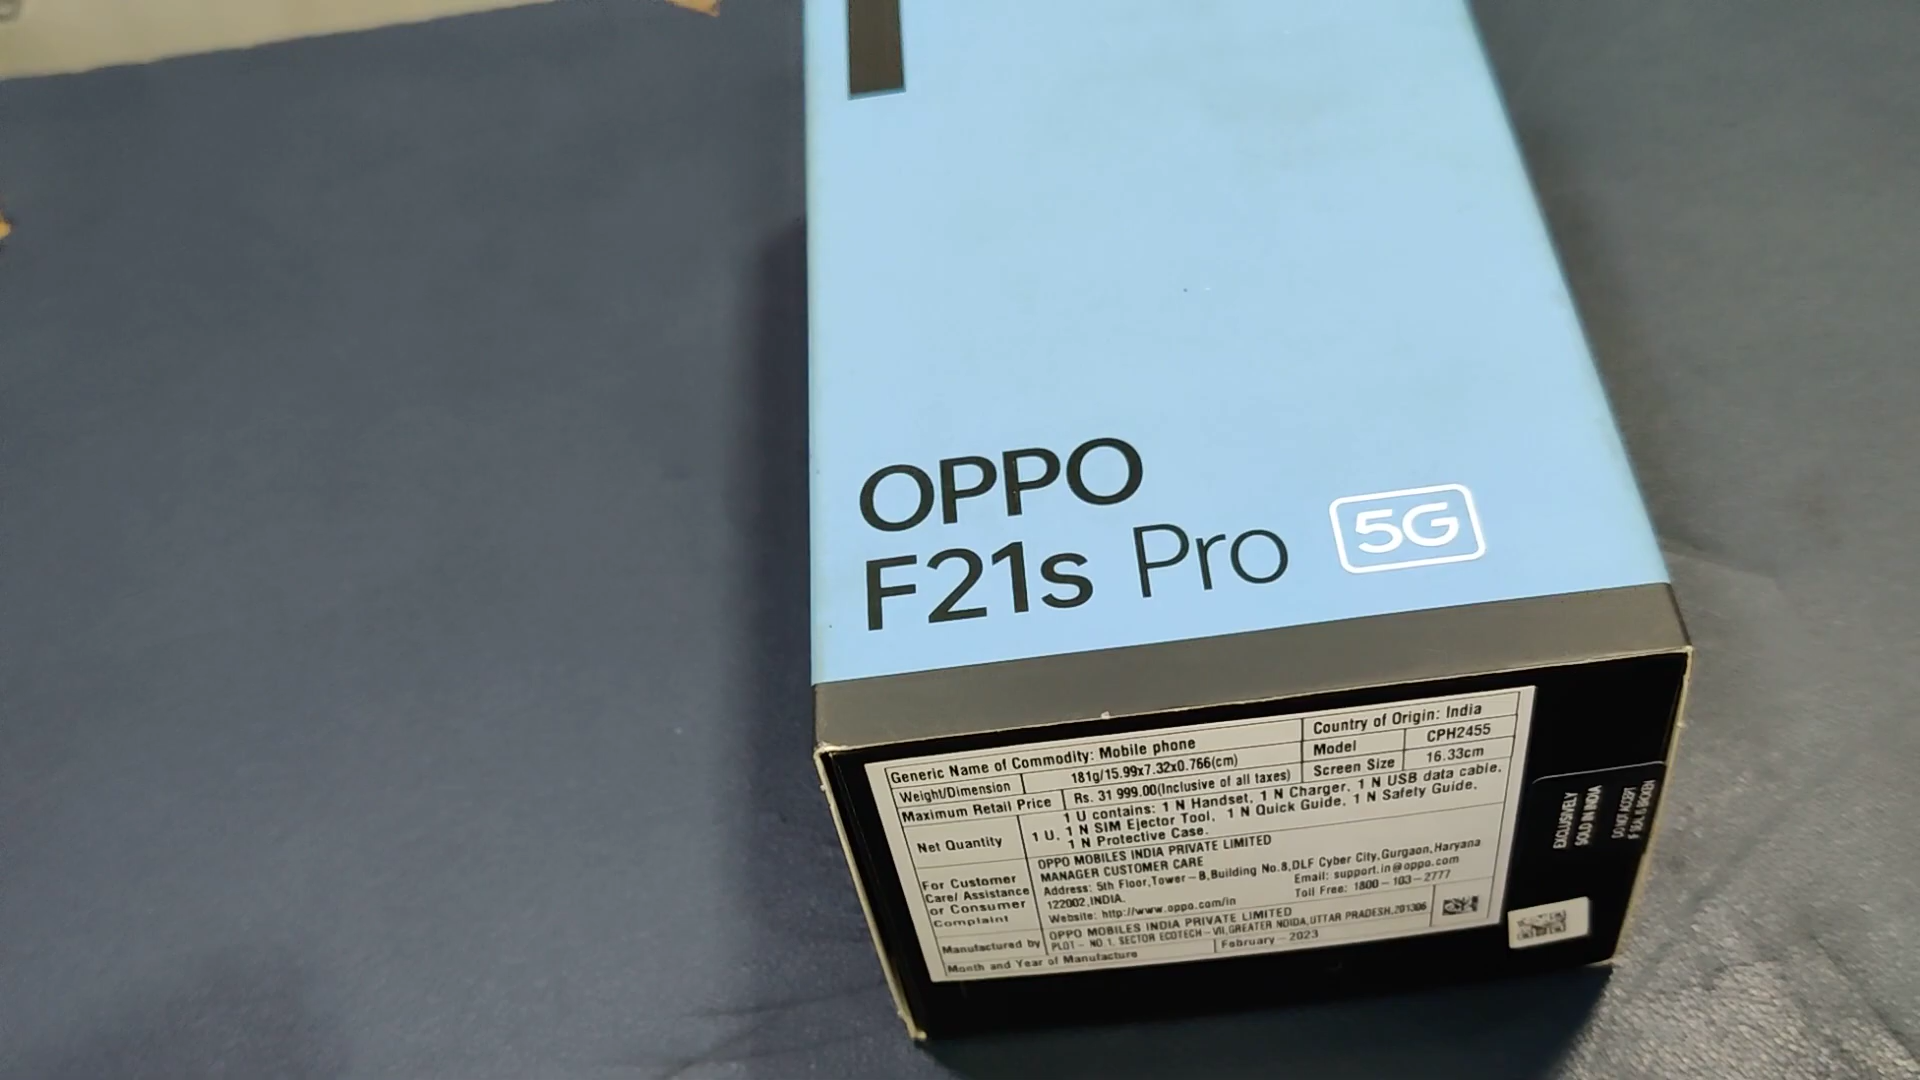 OPPO
F21s Pro 5G
Generic Name of Commodity: Mobile phone
Country of Origin: India
Weight/Dimension 181g/15.99x7.32x0.766(cm)
Model CPH2455
Maximum Retail Price Rs. 31 999.00(Inclusive of all taxes)
Screen Size 16.33cm
Net Quantity 1 U.
1 U contains: 1 N Handset, 1 N Charger, 1 N USB data cable,
1 N SIM Ejector Tool, 1 N Quick Guide, 1 N Safety Guide,
1 N Protective Case.
For Customer
Care/ Assistance
or Consumer
Complaint
OPPO MOBILES INDIA PRIVATE LIMITED
MANAGER CUSTOMER CARE
Address: 5th Floor,Tower-B,Building No.8,DLF Cyber City,Gurgaon,Haryana
122002,INDIA.
Email: support.in@oppo.com
Website: http://www.oppo.com/in
Toll Free: 1800-103-2777
Manufactured by
OPPO MOBILES INDIA PRIVATE LIMITED
PLOT - NO 1, SECTOR ECOTECH-VII,GREATER NOIDA,UTTAR PRADESH,201306
Month and Year of Manufacture February-2023
EXCLUSIVELY
SOLD IN INDIA
DO NOT ACCEPT
IF SEAL IS BROKEN